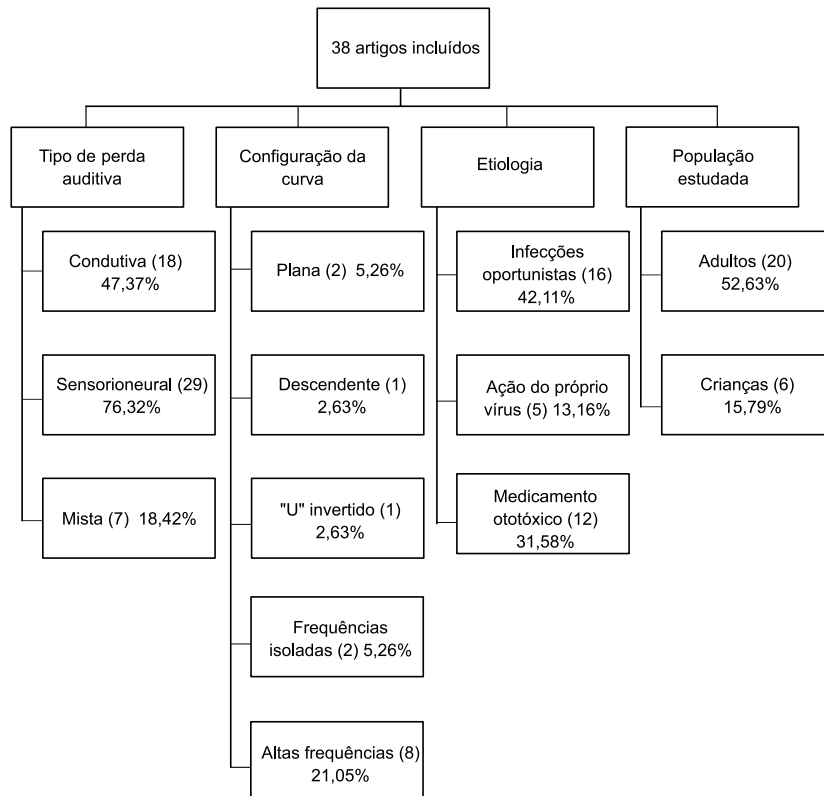 38 artigos incluídos
Tipo de perda
auditiva
Condutiva (18)
47,37%
Sensorioneural (29)
76,32%
Mista (7) 18,42%
Configuração da
curva
Plana (2) 5,26%
Descendente (1)
2,63%
"U" invertido (1)
2,63%
Frequências
isoladas (2) 5,26%
Altas frequências (8)
21,05%
Etiologia
Infecções
oportunistas (16)
42,11%
Ação do próprio
vírus (5) 13,16%
Medicamento
ototóxico (12)
31,58%
População
estudada
Adultos (20)
52,63%
Crianças (6)
15,79%